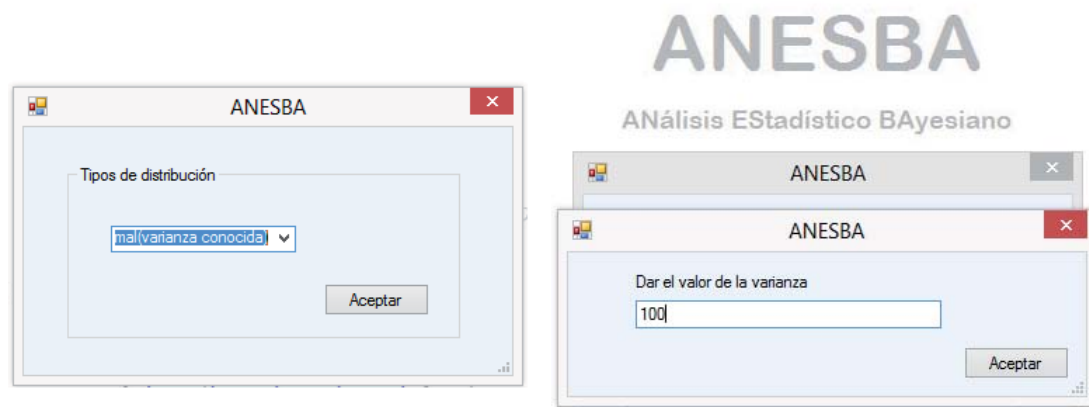 ANESBA
Tipos de distribución
mal(varianza conocida)
Aceptar
ANESBA
ANálisis EStadístico BAyesiano
ANESBA
ANESBA
Dar el valor de la varianza
100
Aceptar